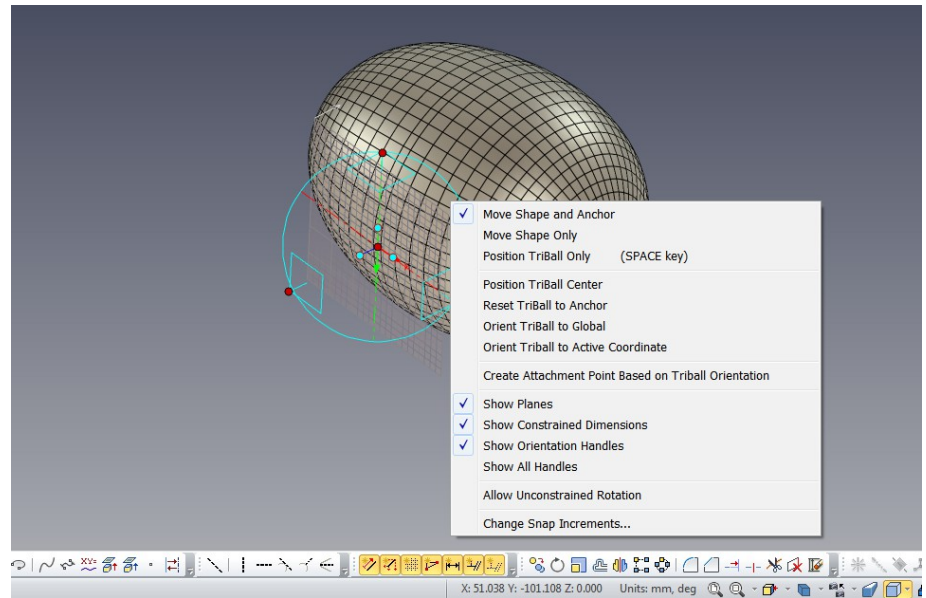 Move Shape and Anchor
Move Shape Only
Position TriBall Only (SPACE key)
Position TriBall Center
Reset TriBall to Anchor
Orient TriBall to Global
Orient Triball to Active Coordinate
Create Attachment Point Based on Triball Orientation
Show Planes
Show Constrained Dimensions
Show Orientation Handles
Show All Handles
Allow Unconstrained Rotation
Change Snap Increments...
X: 51.038 Y: -101.108 Z: 0.000 Units: mm, deg